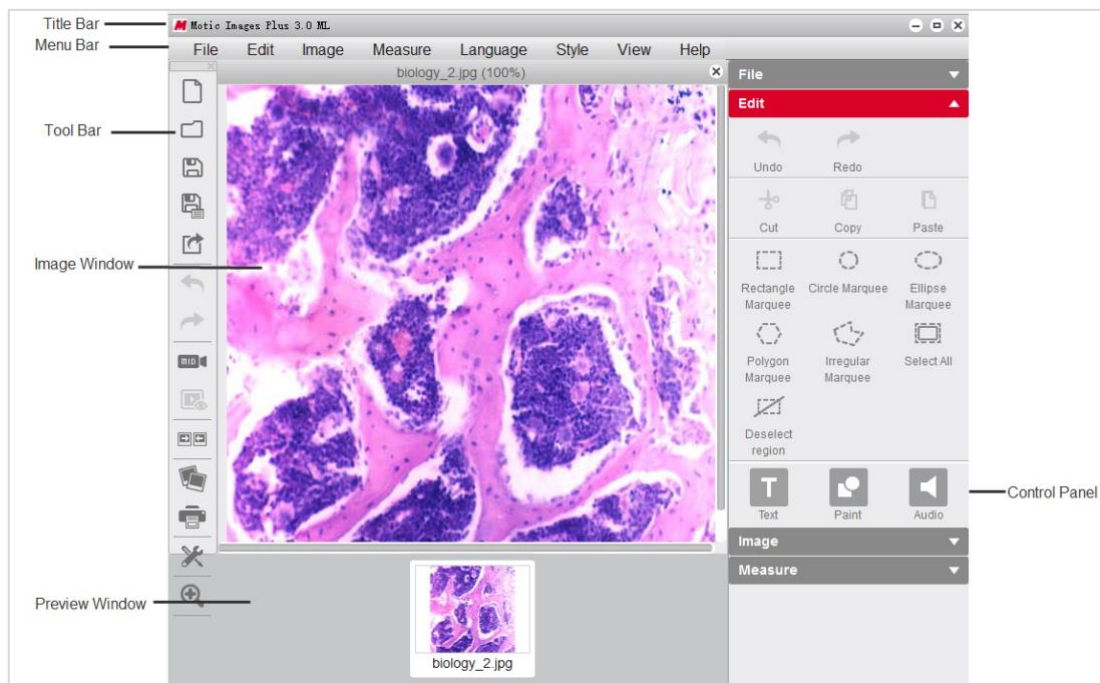 Title Bar
Motic Images Plus 3.0 ML
Menu Bar
File Edit Image Measure Language Style View Help
biology_2.jpg (100%)
File
Edit
Tool Bar
Undo Redo
Cut Copy Paste
Image Window
Rectangle Marquee
Circle Marquee
Ellipse Marquee
Polygon Marquee
Irregular Marquee
Select All
MID
Deselect region
Text Paint Audio
Control Panel
Image
Measure
Preview Window
biology_2.jpg